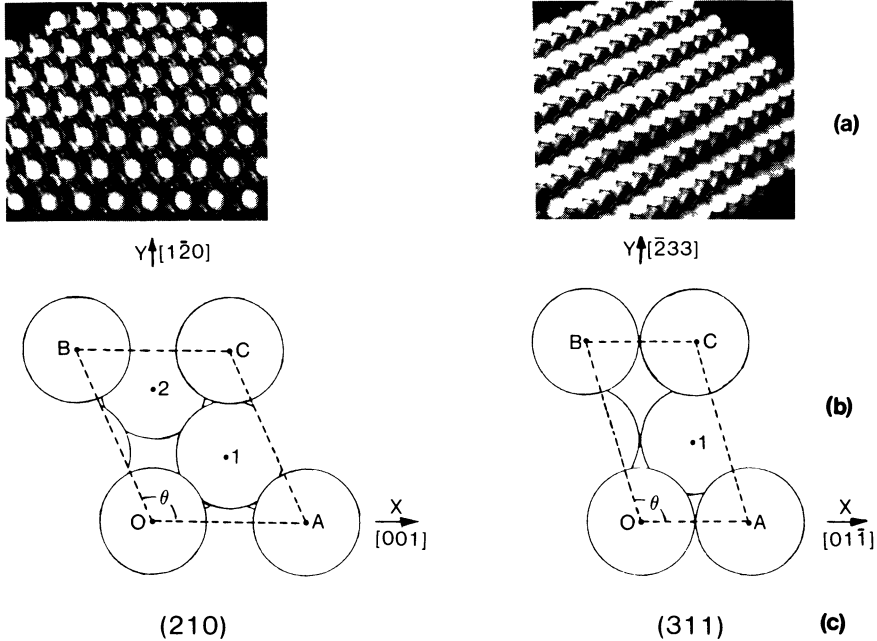 (a)
Y [1̄20]
Y [2̄33]
B C
2
1
θ
O A
X
[001]
B C
1
θ
O A
X
[011̄]
(b)
(210) (311) (c)